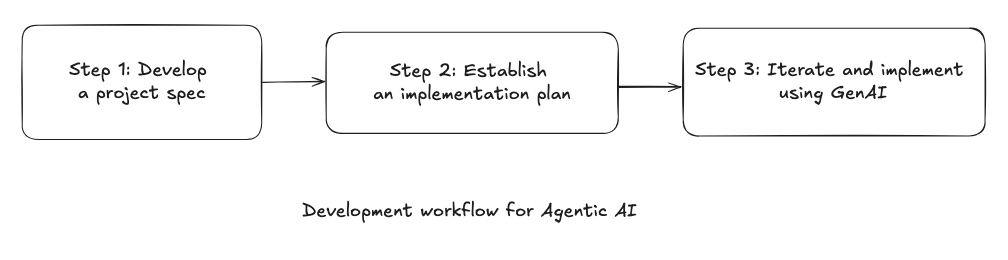 Step 1: Develop
a project spec
Step 2: Establish
an implementation plan
Step 3: Iterate and implement
using GenAI
Development workflow for Agentic AI